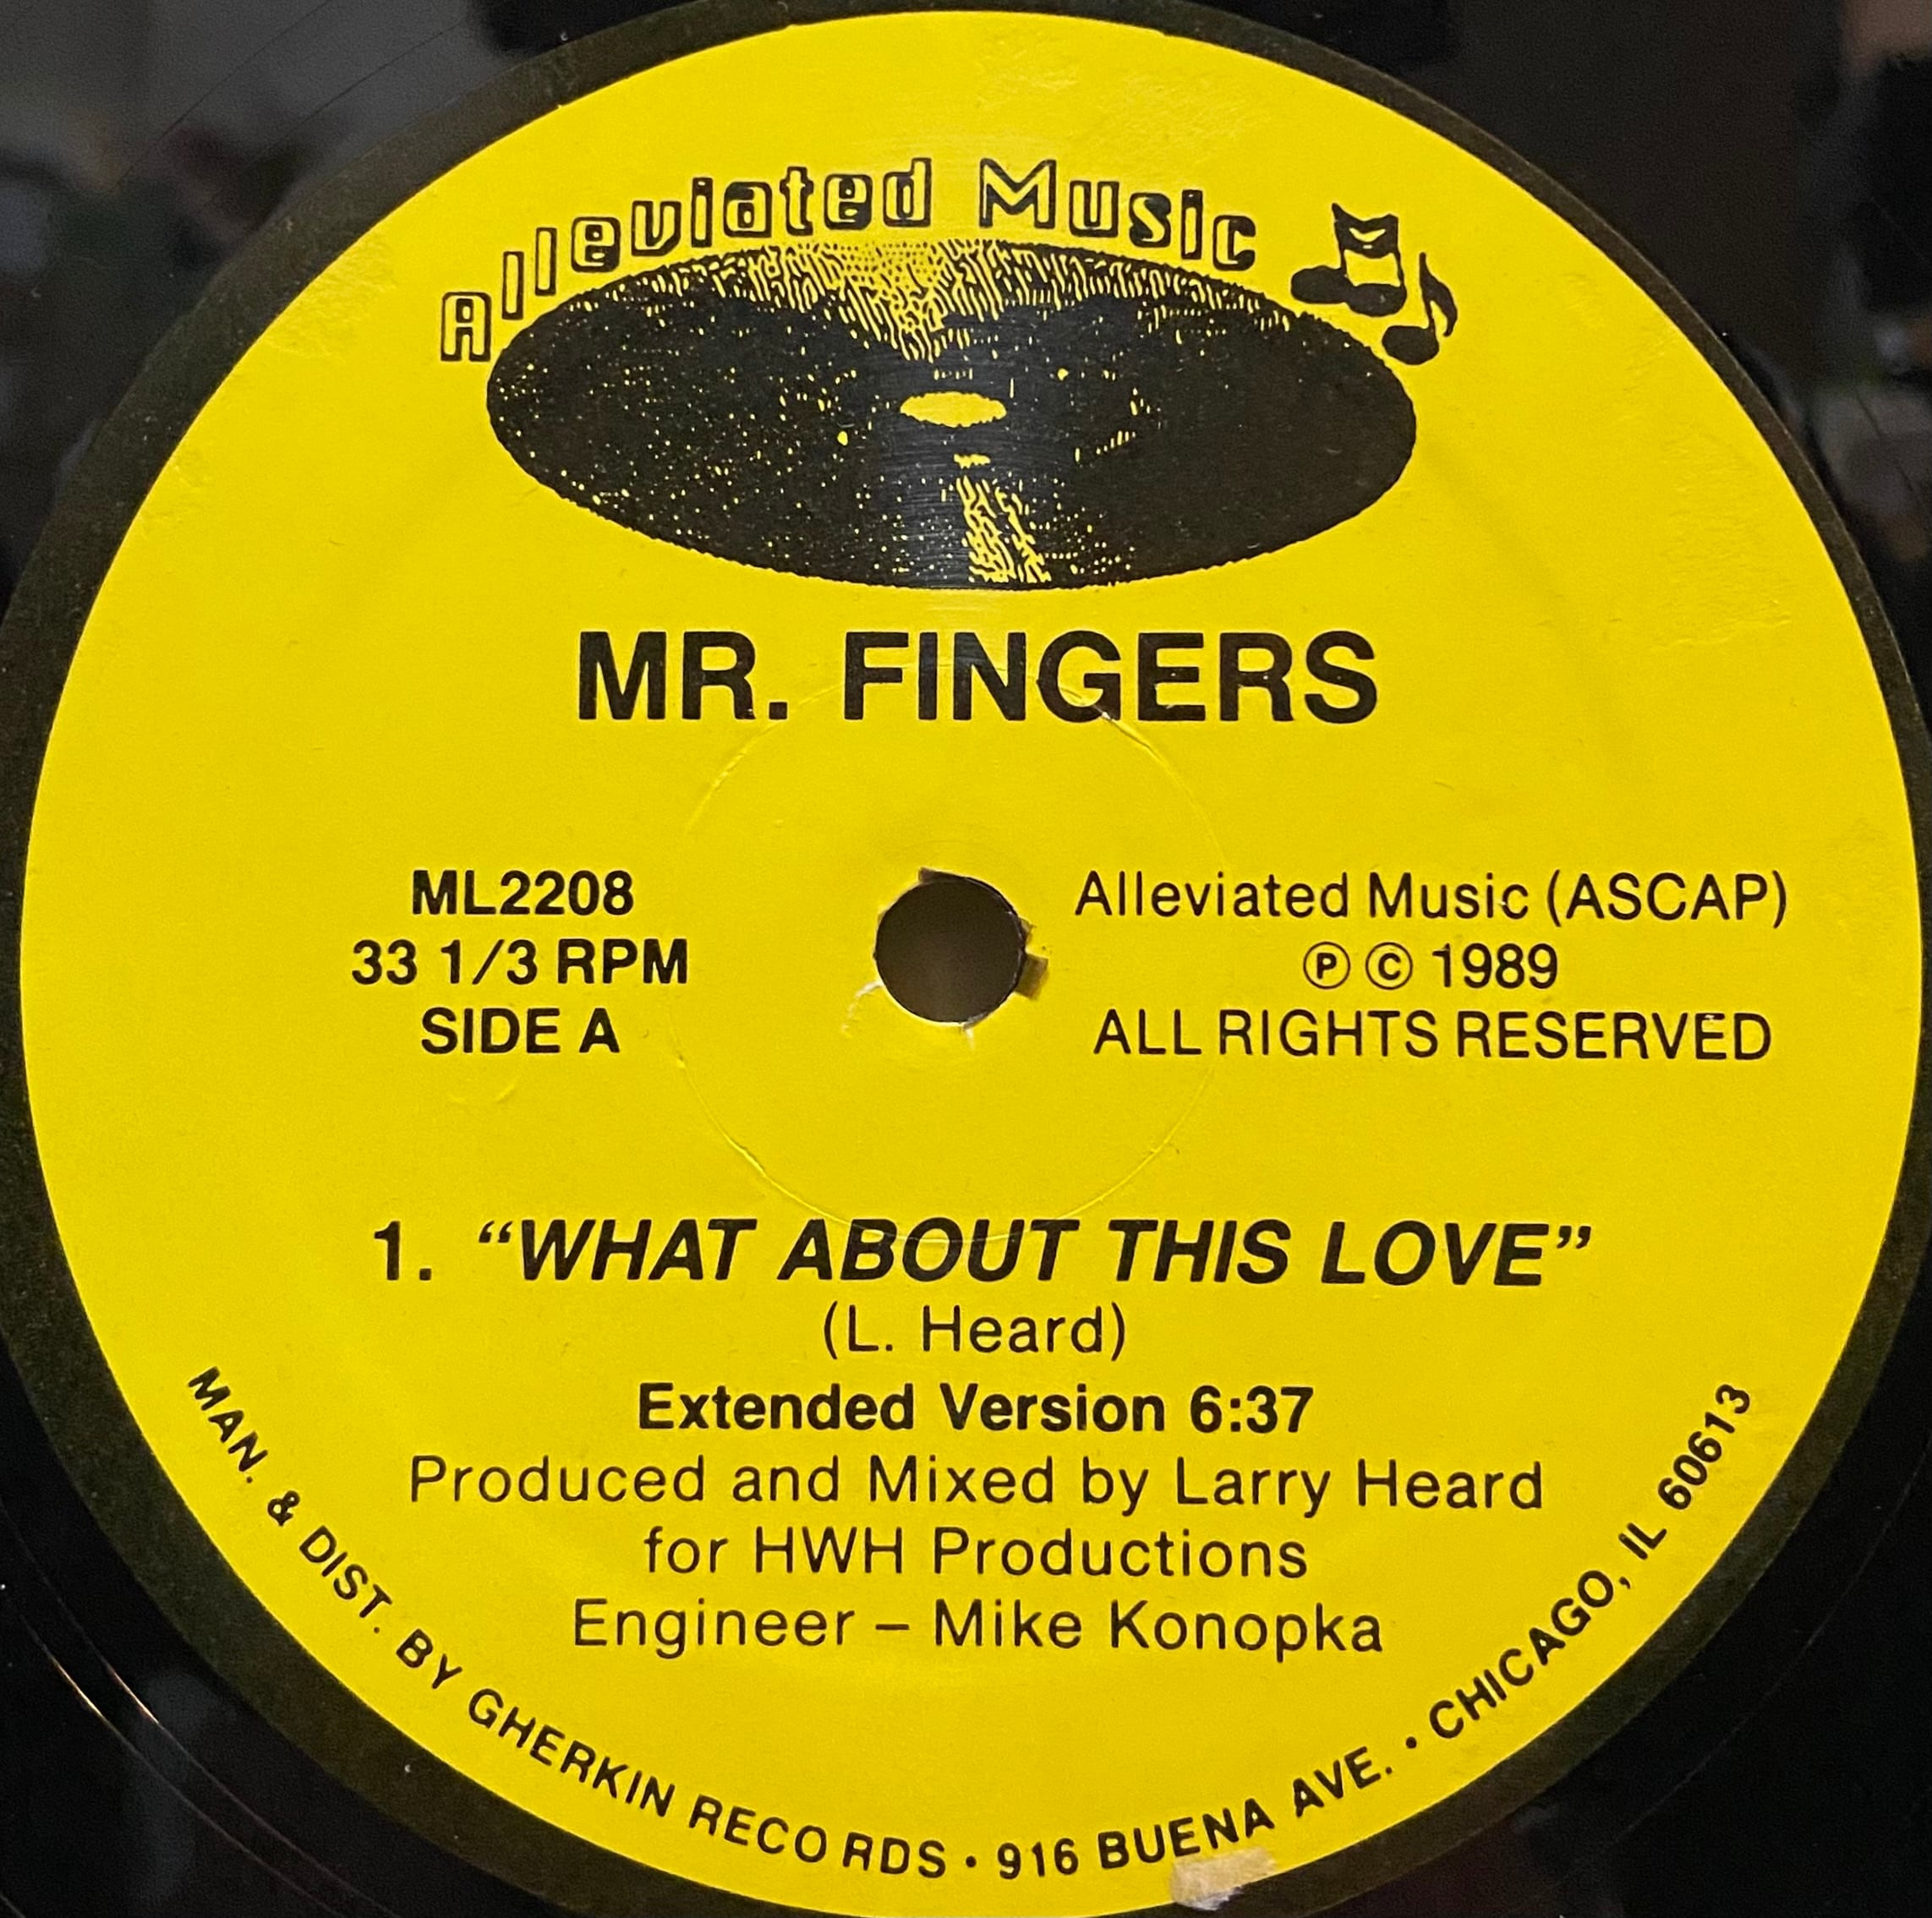 Alleviated Music
MR. FINGERS
ML2208
33 1/3 RPM
SIDE A
Alleviated Music (ASCAP)
Ⓟ © 1989
ALL RIGHTS RESERVED
1. “WHAT ABOUT THIS LOVE”
(L. Heard)
Extended Version 6:37
Produced and Mixed by Larry Heard
for HWH Productions
Engineer – Mike Konopka
MAN. & DIST. BY GHERKIN RECORDS • 916 BUENA AVE. • CHICAGO, IL 60613